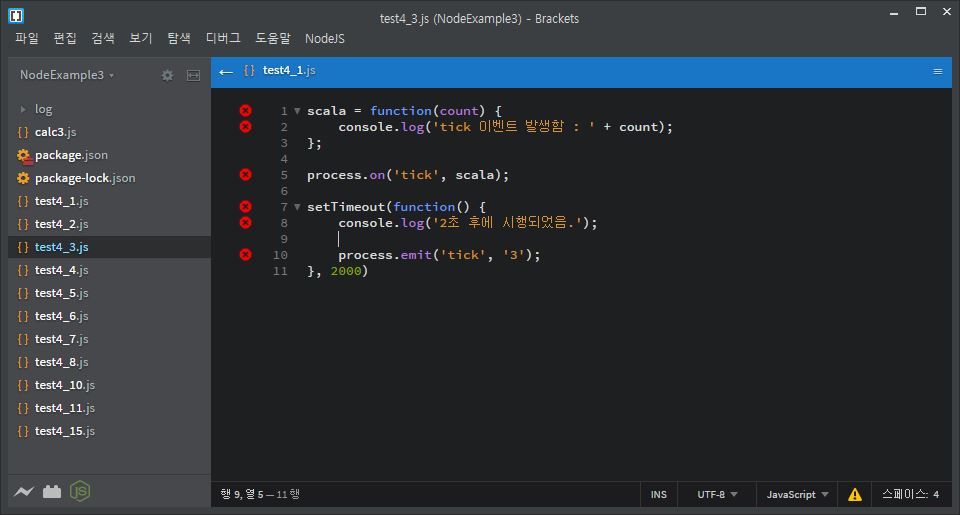 test4_3.js (NodeExample3) - Brackets
파일 편집 검색 보기 탐색 디버그 도움말 NodeJS
NodeExample3
log
calc3.js
package.json
package-lock.json
test4_1.js
test4_2.js
test4_3.js
test4_4.js
test4_5.js
test4_6.js
test4_7.js
test4_8.js
test4_10.js
test4_11.js
test4_15.js
JS
← {} test4_1.js
1 scala = function(count) {
2 console.log('tick 이벤트 발생함 : ' + count);
3 };
4
5 process.on('tick', scala);
6
7 setTimeout(function() {
8 console.log('2초 후에 시행되었음.');
9
10 process.emit('tick', '3');
11 }, 2000)
행 9, 열 5 — 11 행 INS UTF-8 JavaScript 스페이스: 4